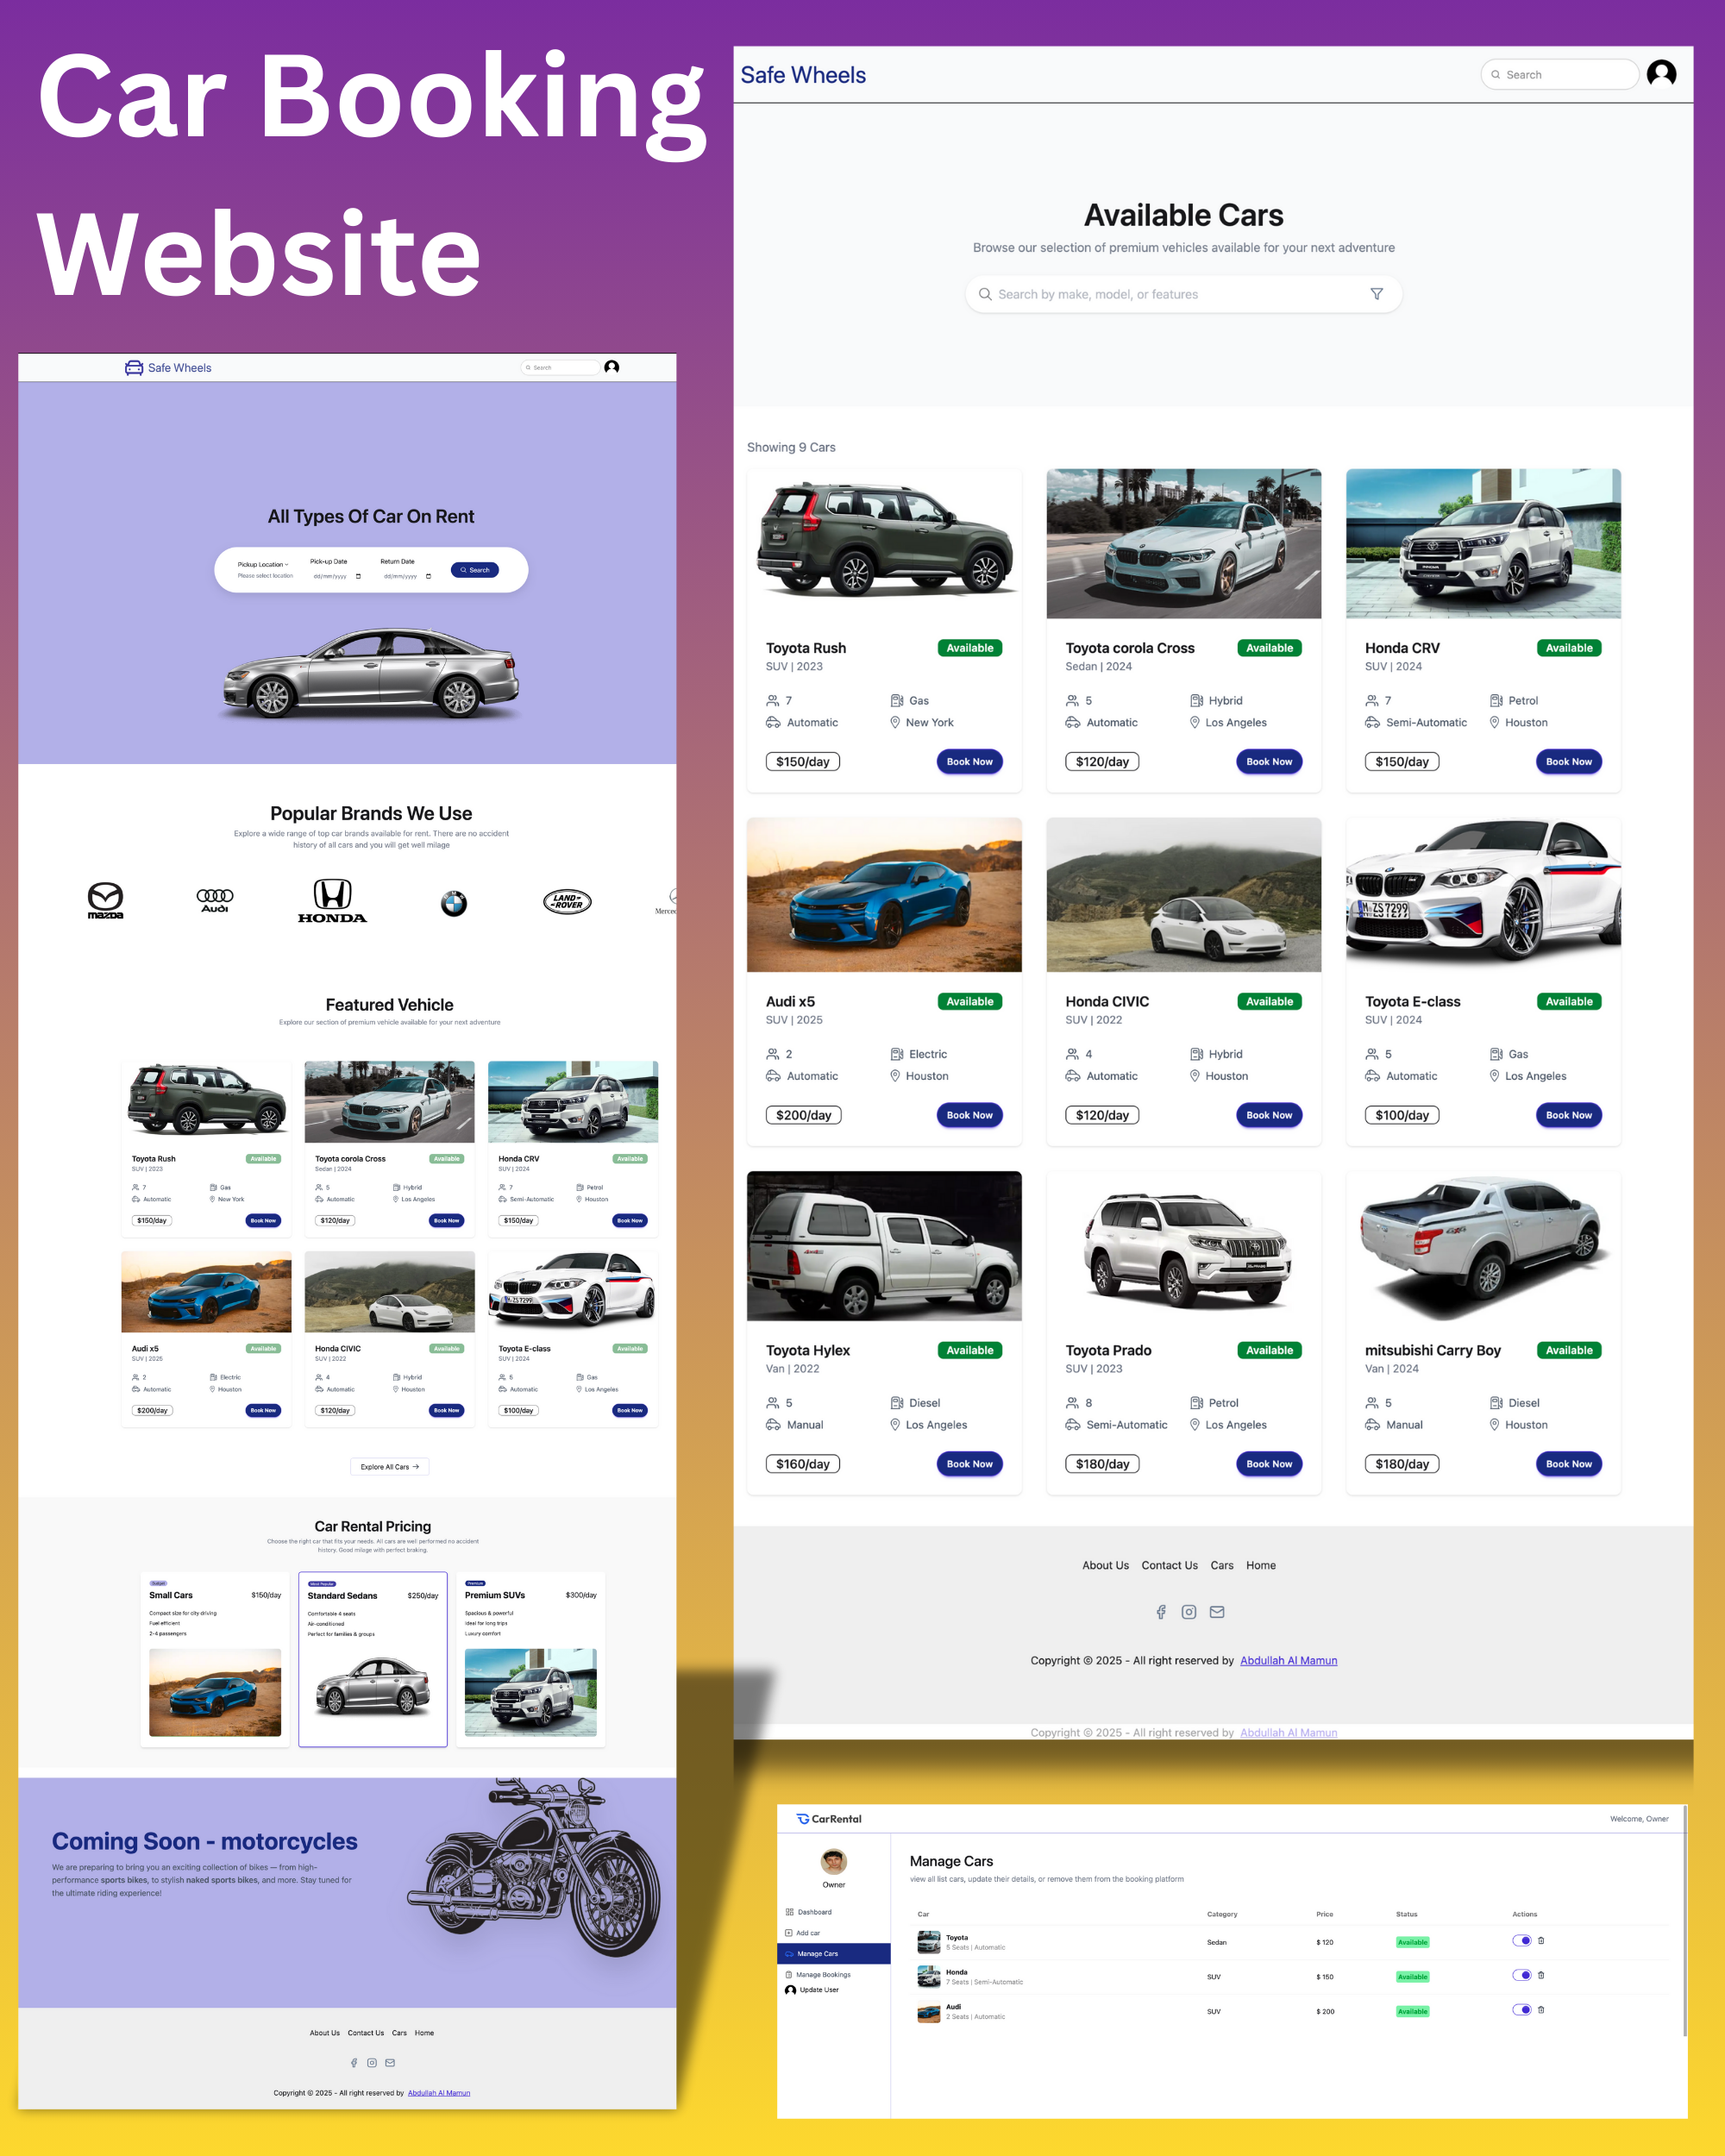 Car Booking
Website
Safe Wheels
Search
All Types Of Car On Rent
Pickup Location
Please select location
Pick-up Date
dd/mm/yyyy
Return Date
dd/mm/yyyy
Search
Popular Brands We Use
Explore a wide range of top car brands available for rent. There are no accident
history of all cars and you will get well milage
mazda
Audi
HONDA
BMW
LAND ROVER
Featured Vehicle
Explore our section of premium vehicle available for your next adventure
Toyota Rush
Available
SUV | 2023
7
Gas
Automatic
New York
$150/day
Book Now
Toyota corola Cross
Available
Sedan | 2024
5
Hybrid
Automatic
Los Angeles
$120/day
Book Now
Honda CRV
Available
SUV | 2024
7
Petrol
Semi-Automatic
Houston
$150/day
Book Now
Audi x5
Available
SUV | 2025
2
Electric
Automatic
Houston
$200/day
Book Now
Honda CIVIC
Available
SUV | 2022
4
Hybrid
Automatic
Houston
$120/day
Book Now
Toyota E-class
Available
SUV | 2024
5
Gas
Automatic
Los Angeles
$100/day
Book Now
Explore All Cars →
Car Rental Pricing
Choose the right car that fits your needs. All cars are well performed no accident
history. Good milage with perfect braking.
Budget
Small Cars
$150/day
Compact size for city driving
Fuel efficient
2-4 passengers
Most Popular
Standard Sedans
$250/day
Comfortable 4 seats
Air-conditioned
Perfect for families & groups
Premium
Premium SUVs
$300/day
Spacious & powerful
Ideal for long trips
Luxury comfort
Coming Soon - motorcycles
We are preparing to bring you an exciting collection of bikes — from high-
performance sports bikes, to stylish naked sports bikes, and more. Stay tuned for
the ultimate riding experience!
About Us Contact Us Cars Home
Copyright © 2025 - All right reserved by Abdullah Al Mamun
Safe Wheels
Search
Available Cars
Browse our selection of premium vehicles available for your next adventure
Search by make, model, or features
Showing 9 Cars
Toyota Rush
Available
SUV | 2023
7
Gas
Automatic
New York
$150/day
Book Now
Toyota corola Cross
Available
Sedan | 2024
5
Hybrid
Automatic
Los Angeles
$120/day
Book Now
Honda CRV
Available
SUV | 2024
7
Petrol
Semi-Automatic
Houston
$150/day
Book Now
Audi x5
Available
SUV | 2025
2
Electric
Automatic
Houston
$200/day
Book Now
Honda CIVIC
Available
SUV | 2022
4
Hybrid
Automatic
Houston
$120/day
Book Now
Toyota E-class
Available
SUV | 2024
5
Gas
Automatic
Los Angeles
$100/day
Book Now
Toyota Hylex
Available
Van | 2022
5
Diesel
Manual
Los Angeles
$160/day
Book Now
Toyota Prado
Available
SUV | 2023
8
Petrol
Semi-Automatic
Los Angeles
$180/day
Book Now
mitsubishi Carry Boy
Available
Van | 2024
5
Diesel
Manual
Houston
$180/day
Book Now
About Us Contact Us Cars Home
Copyright © 2025 - All right reserved by Abdullah Al Mamun
Copyright © 2025 - All right reserved by Abdullah Al Mamun
CarRental
Welcome, Owner
Owner
Dashboard
Add car
Manage Cars
Manage Bookings
Update User
Manage Cars
view all list cars, update their details, or remove them from the booking platform
Car Category Price Status Actions
Toyota
5 Seats | Automatic
Sedan
$ 120
Available
Honda
7 Seats | Semi-Automatic
SUV
$ 150
Available
Audi
2 Seats | Automatic
SUV
$ 200
Available